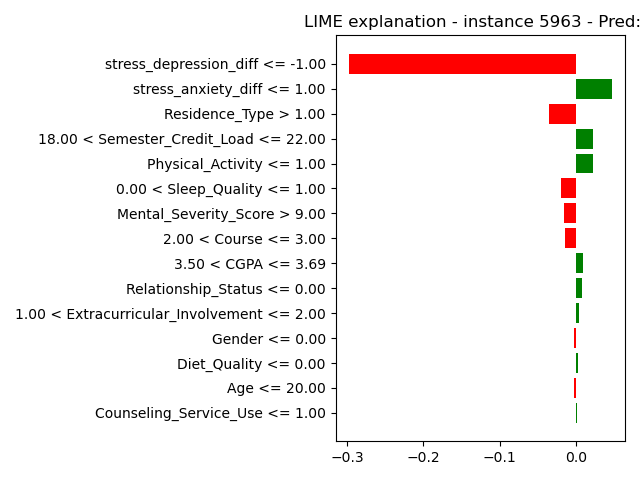 LIME explanation - instance 5963 - Pred:
stress_depression_diff <= -1.00
stress_anxiety_diff <= 1.00
Residence_Type > 1.00
18.00 < Semester_Credit_Load <= 22.00
Physical_Activity <= 1.00
0.00 < Sleep_Quality <= 1.00
Mental_Severity_Score > 9.00
2.00 < Course <= 3.00
3.50 < CGPA <= 3.69
Relationship_Status <= 0.00
1.00 < Extracurricular_Involvement <= 2.00
Gender <= 0.00
Diet_Quality <= 0.00
Age <= 20.00
Counseling_Service_Use <= 1.00
−0.3 −0.2 −0.1 0.0